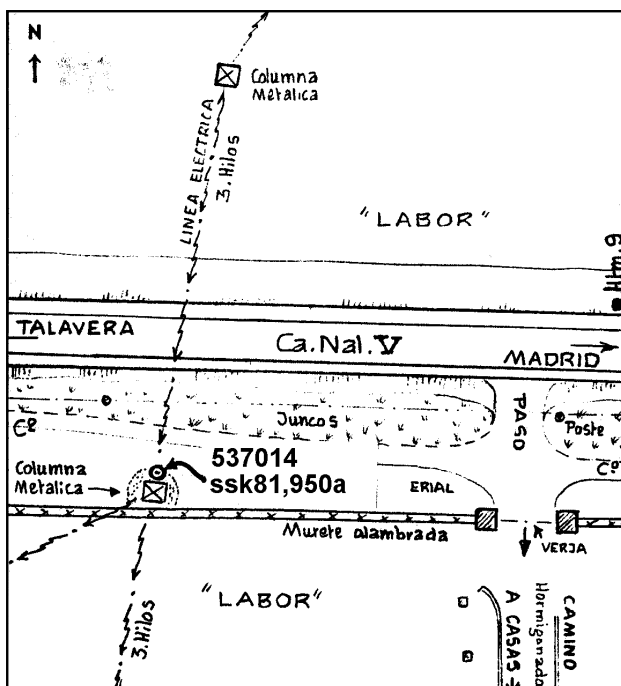 N
Columna
Metalica
LINEA ELECTRICA
3. Hilos
"LABOR"
Hm. 9
TALAVERA
Ca. Nal. V
MADRID
Juncos
PASO
Poste
Cº
Cº
537014
ssk81,950a
Columna
Metalica
ERIAL
Murete alambrada
VERJA
"LABOR"
3. Hilos
CAMINO
Hormigonado
A CASAS